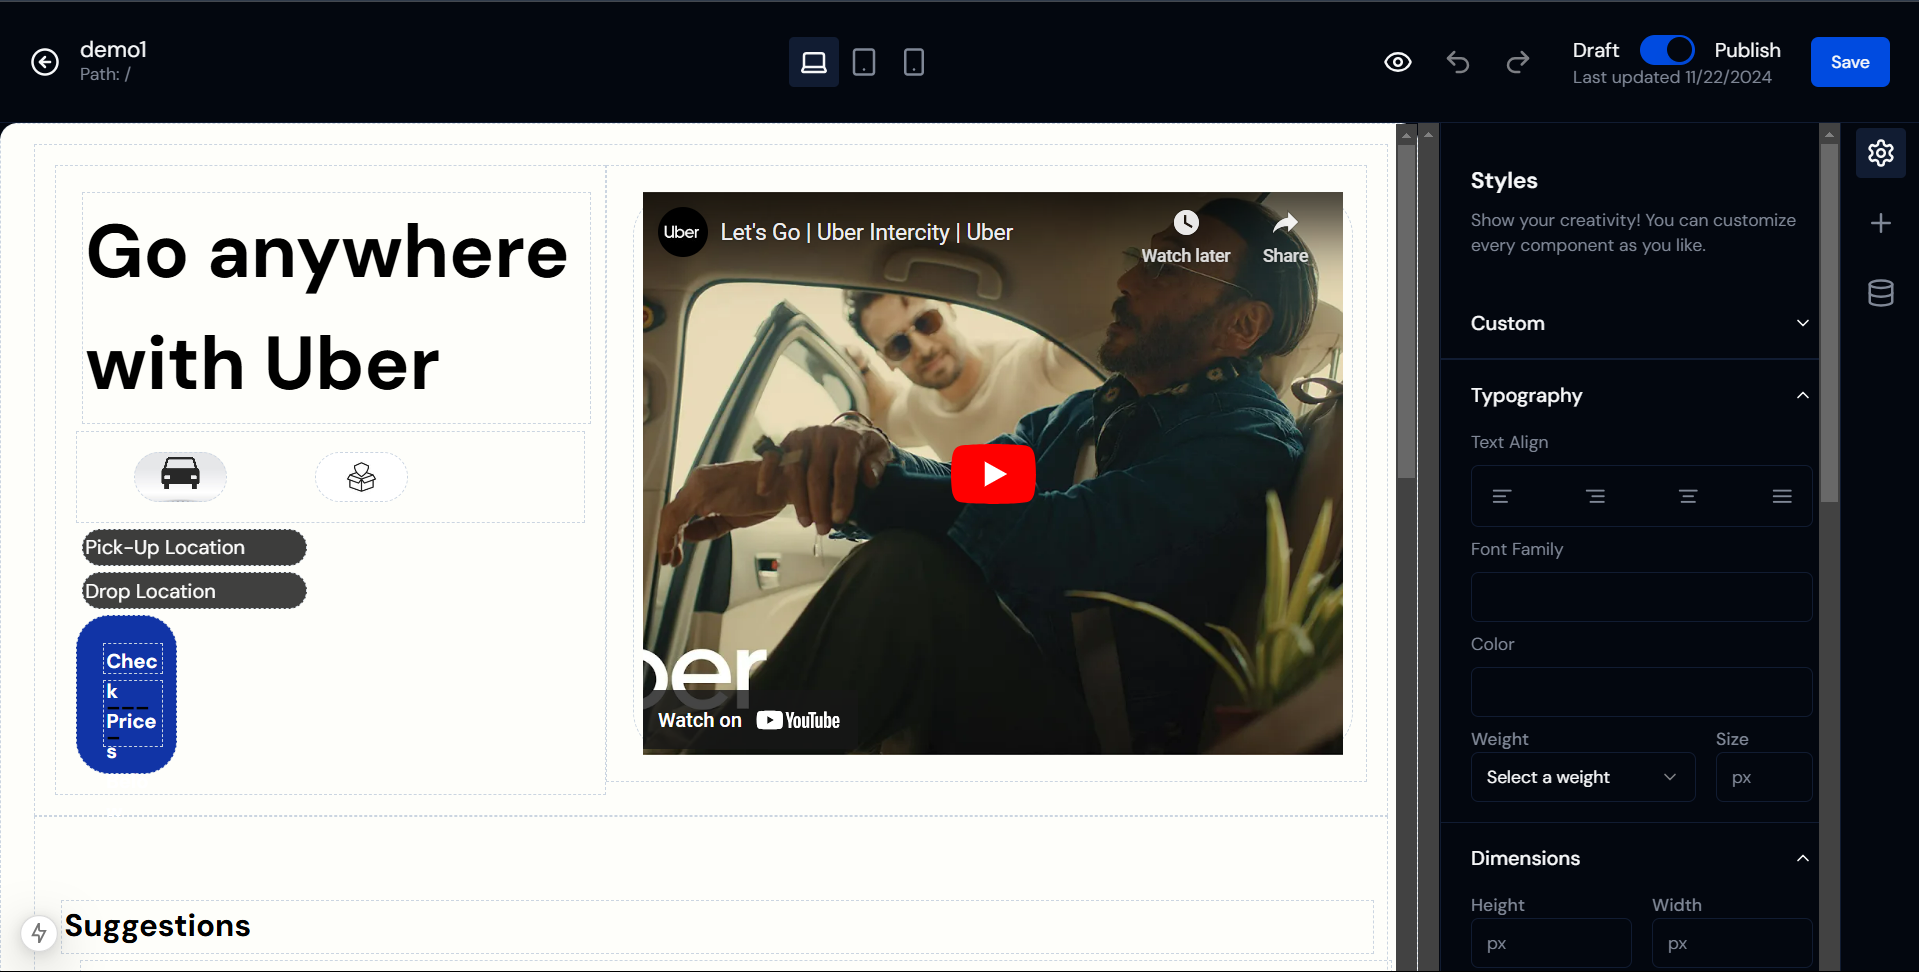 demo1
Path: /
Draft
Publish
Last updated 11/22/2024
Save
Go anywhere
with Uber
Pick-Up Location
Drop Location
Chec
k
Price
s
Uber
Let's Go | Uber Intercity | Uber
Watch later
Share
ber
Watch on YouTube
Suggestions
Styles
Show your creativity! You can customize
every component as you like.
Custom
Typography
Text Align
Font Family
Color
Weight
Size
Select a weight
px
Dimensions
Height
Width
px
px